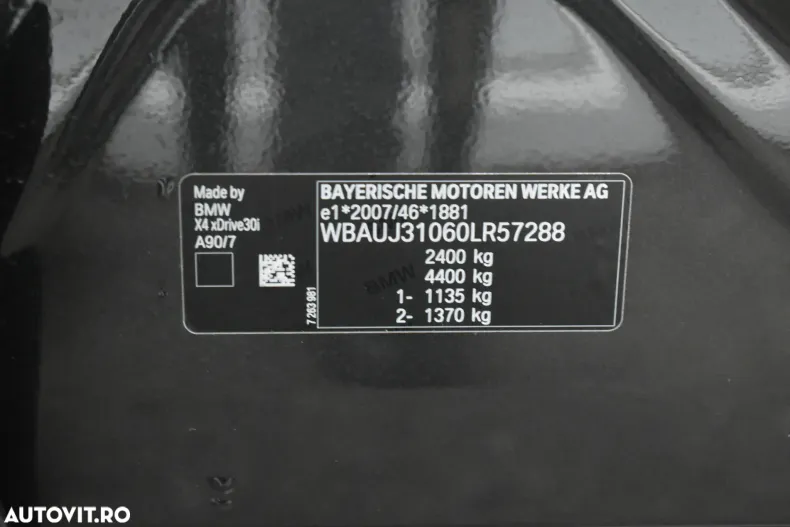 Made by
BMW
X4 xDrive30i
A90/7
7 263 981
BAYERISCHE MOTOREN WERKE AG
e1*2007/46*1881
WBAUJ31060LR57288
2400 kg
4400 kg
1- 1135 kg
2- 1370 kg
BMW
AUTOVIT.RO